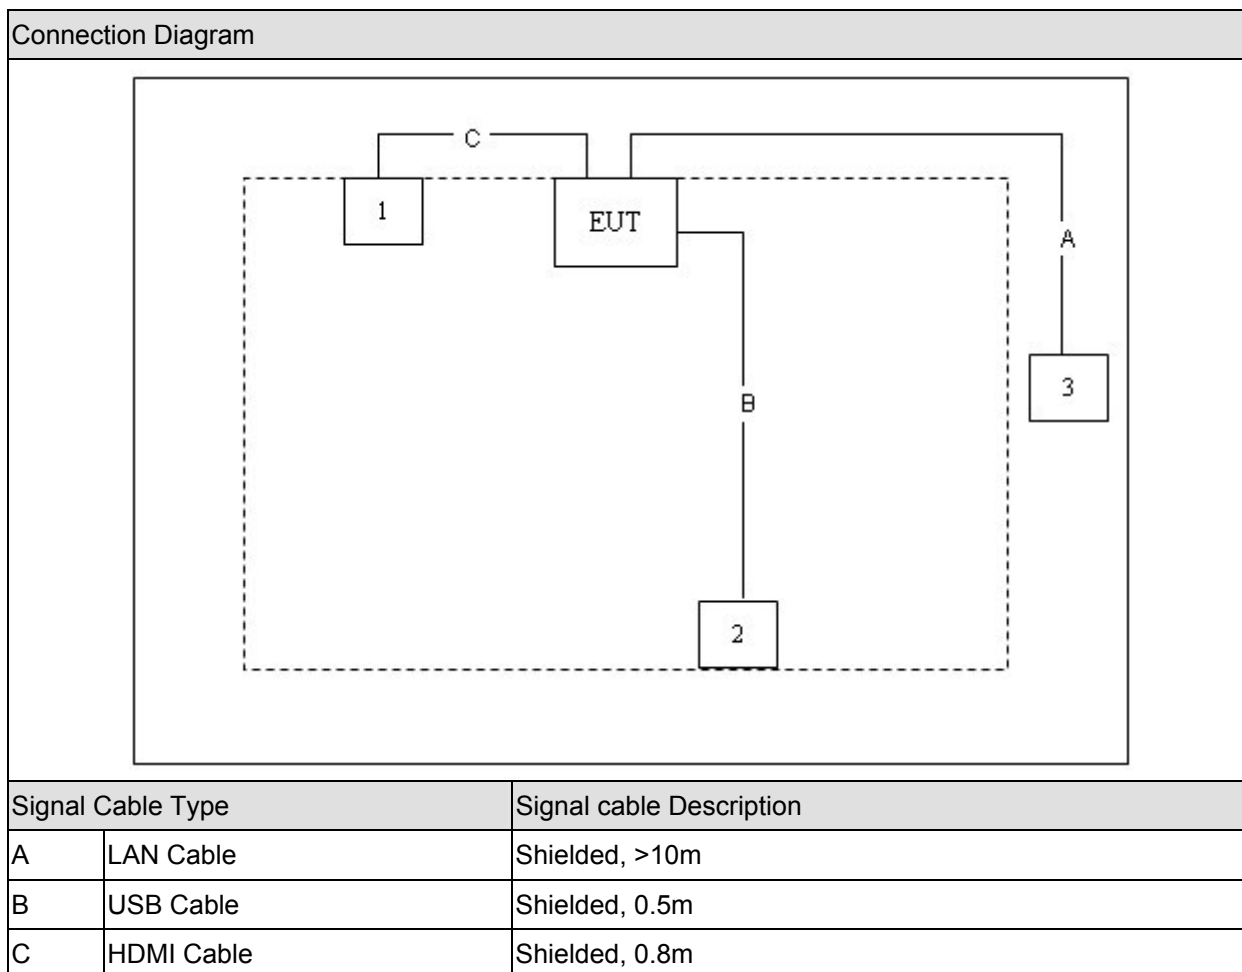 Connection Diagram
C
1
EUT
A
3
B
2
Signal Cable Type Signal cable Description
A LAN Cable Shielded, >10m
B USB Cable Shielded, 0.5m
C HDMI Cable Shielded, 0.8m